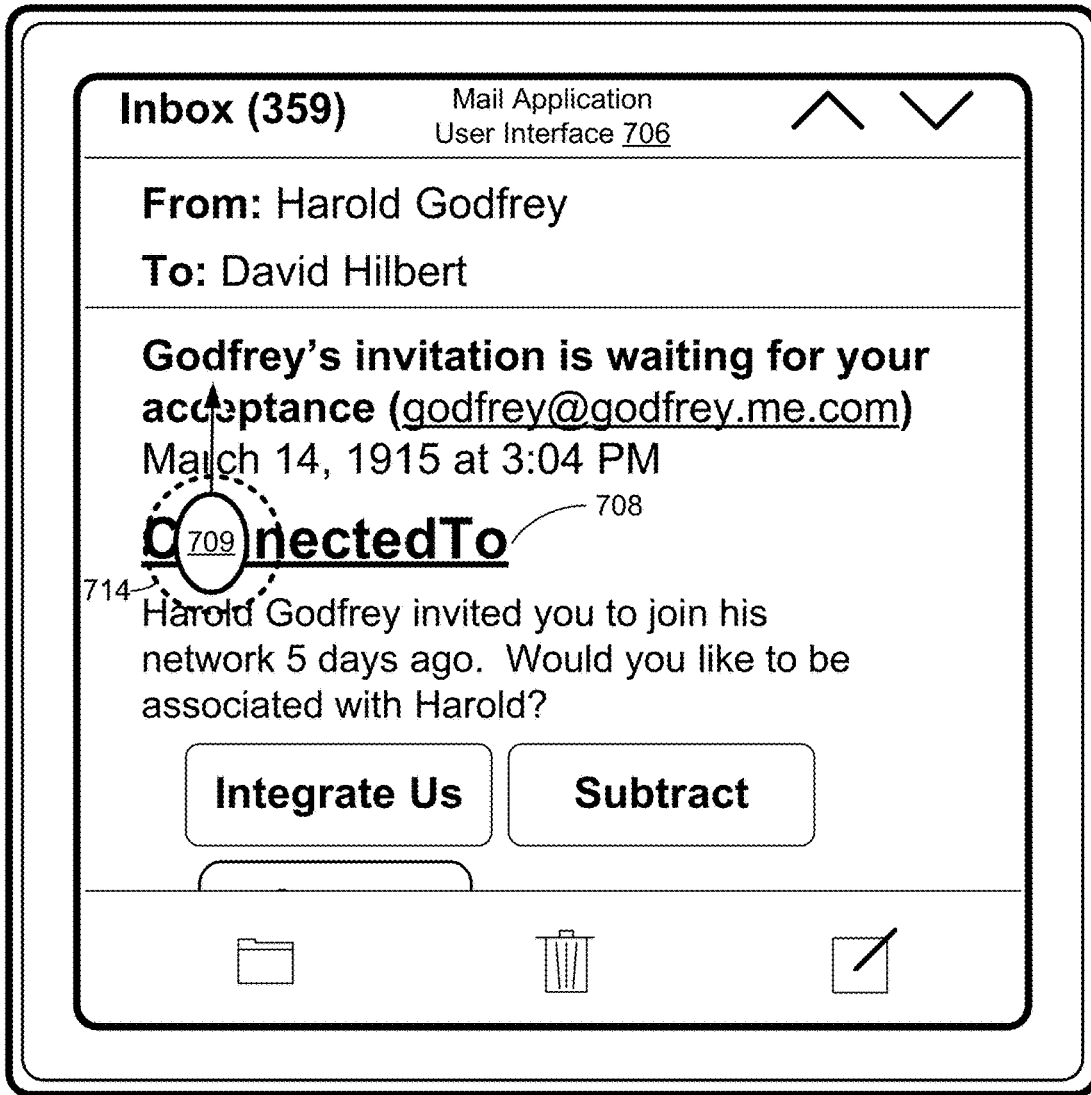 Inbox (359)
Mail Application
User Interface 706
From: Harold Godfrey
To: David Hilbert
Godfrey’s invitation is waiting for your
acceptance (godfrey@godfrey.me.com)
March 14, 1915 at 3:04 PM
708
C 709 nectedTo
714
Harold Godfrey invited you to join his
network 5 days ago. Would you like to be
associated with Harold?
Integrate Us
Subtract